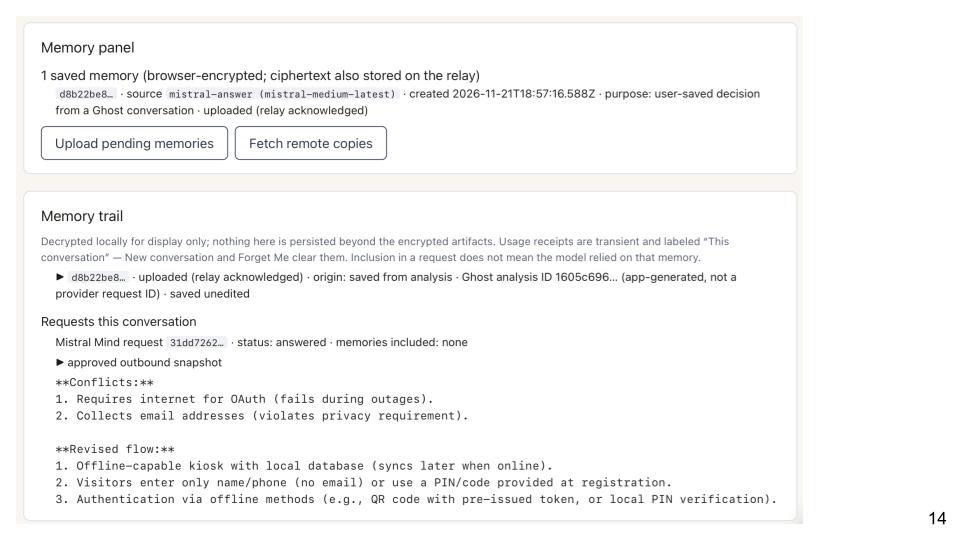 Memory panel
1 saved memory (browser-encrypted; ciphertext also stored on the relay)
d8b22be8… · source mistral-answer (mistral-medium-latest) · created 2026-11-21T18:57:16.588Z · purpose: user-saved decision
from a Ghost conversation · uploaded (relay acknowledged)
Upload pending memories Fetch remote copies
Memory trail
Decrypted locally for display only; nothing here is persisted beyond the encrypted artifacts. Usage receipts are transient and labeled “This
conversation” — New conversation and Forget Me clear them. Inclusion in a request does not mean the model relied on that memory.
▶ d8b22be8… · uploaded (relay acknowledged) · origin: saved from analysis · Ghost analysis ID 1605c696… (app-generated, not a
provider request ID) · saved unedited
Requests this conversation
Mistral Mind request 31dd7262… · status: answered · memories included: none
▶ approved outbound snapshot
**Conflicts:**
1. Requires internet for OAuth (fails during outages).
2. Collects email addresses (violates privacy requirement).
**Revised flow:**
1. Offline-capable kiosk with local database (syncs later when online).
2. Visitors enter only name/phone (no email) or use a PIN/code provided at registration.
3. Authentication via offline methods (e.g., QR code with pre-issued token, or local PIN verification).
14